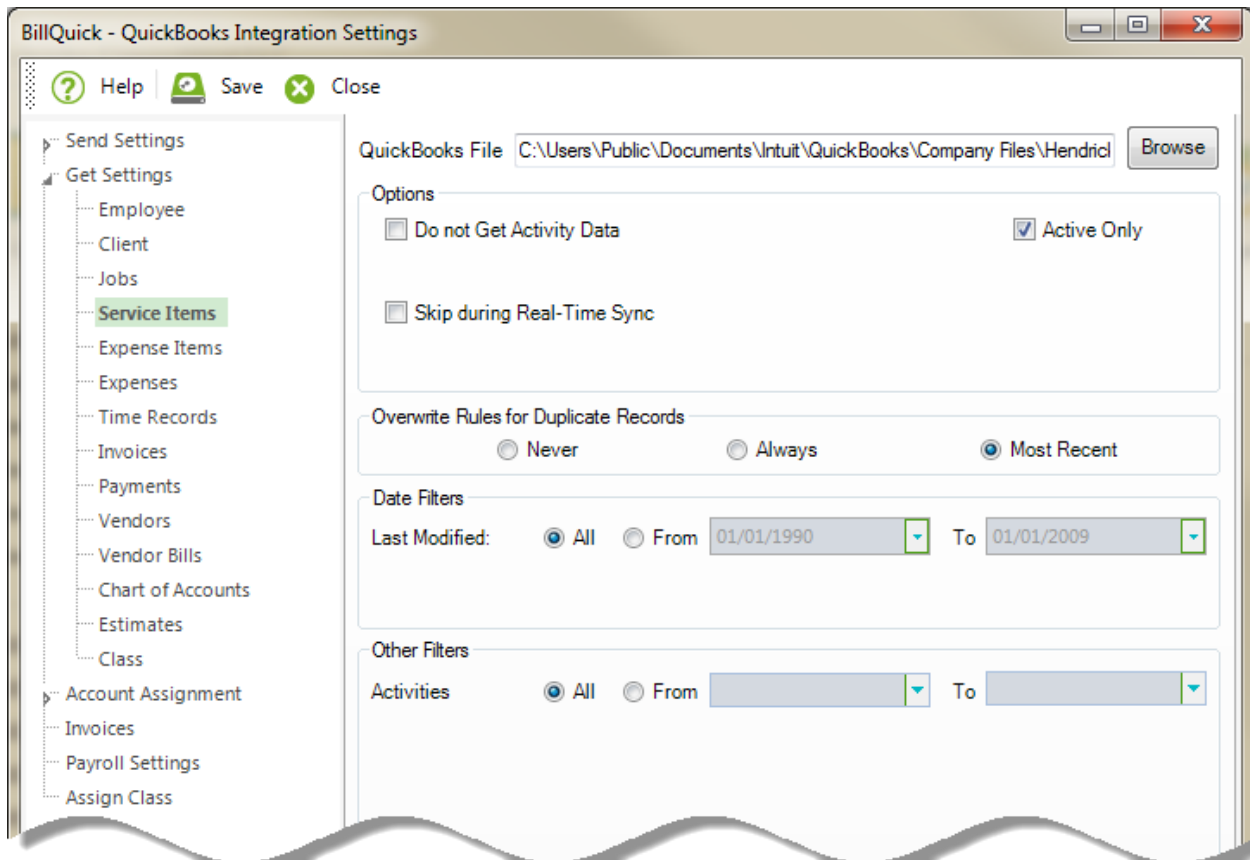 BillQuick - QuickBooks Integration Settings
Help Save Close
Send Settings
Get Settings
Employee
Client
Jobs
Service Items
Expense Items
Expenses
Time Records
Invoices
Payments
Vendors
Vendor Bills
Chart of Accounts
Estimates
Class
Account Assignment
Invoices
Payroll Settings
Assign Class
QuickBooks File C:\Users\Public\Documents\Intuit\QuickBooks\Company Files\Hendric Browse
Options
Do not Get Activity Data Active Only
Skip during Real-Time Sync
Overwrite Rules for Duplicate Records
Never Always Most Recent
Date Filters
Last Modified: All From 01/01/1990 To 01/01/2009
Other Filters
Activities All From To